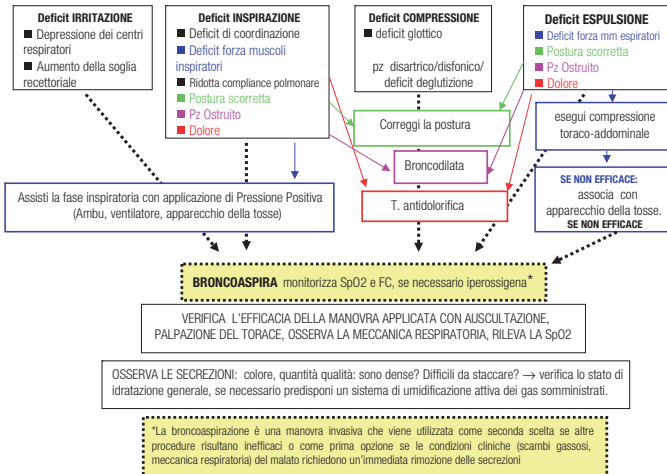 Deficit IRRITAZIONE
■ Depressione dei centri
respiratori
■ Aumento della soglia
recettoriale
Deficit INSPIRAZIONE
■ Deficit di coordinazione
■ Deficit forza muscoli
inspiratori
■ Ridotta compliance polmonare
■ Postura scorretta
■ Pz Ostruito
■ Dolore
Deficit COMPRESSIONE
■ deficit glottico
pz disartrico/disfonico/
deficit deglutizione
Deficit ESPULSIONE
■ Deficit forza mm espiratori
■ Postura scorretta
■ Pz Ostruito
■ Dolore
Correggi la postura
Broncodilata
T. antidolorifica
esegui compressione
toraco-addominale
SE NON EFFICACE:
associa con
apparecchio della tosse.
SE NON EFFICACE
Assisti la fase inspiratoria con applicazione di Pressione Positiva
(Ambu, ventilatore, apparecchio della tosse)
BRONCOASPIRA monitorizza SpO2 e FC, se necessario iperossigena*
VERIFICA L'EFFICACIA DELLA MANOVRA APPLICATA CON AUSCULTAZIONE,
PALPAZIONE DEL TORACE, OSSERVA LA MECCANICA RESPIRATORIA, RILEVA LA SpO2
OSSERVA LE SECREZIONI: colore, quantità qualità: sono dense? Difficili da staccare? → verifica lo stato di
idratazione generale, se necessario predisponi un sistema di umidificazione attiva dei gas somministrati.
*La broncoaspirazione è una manovra invasiva che viene utilizzata come seconda scelta se altre
procedure risultano inefficaci o come prima opzione se le condizioni cliniche (scambi gassosi,
meccanica respiratoria) del malato richiedono un'immediata rimozione delle secrezioni